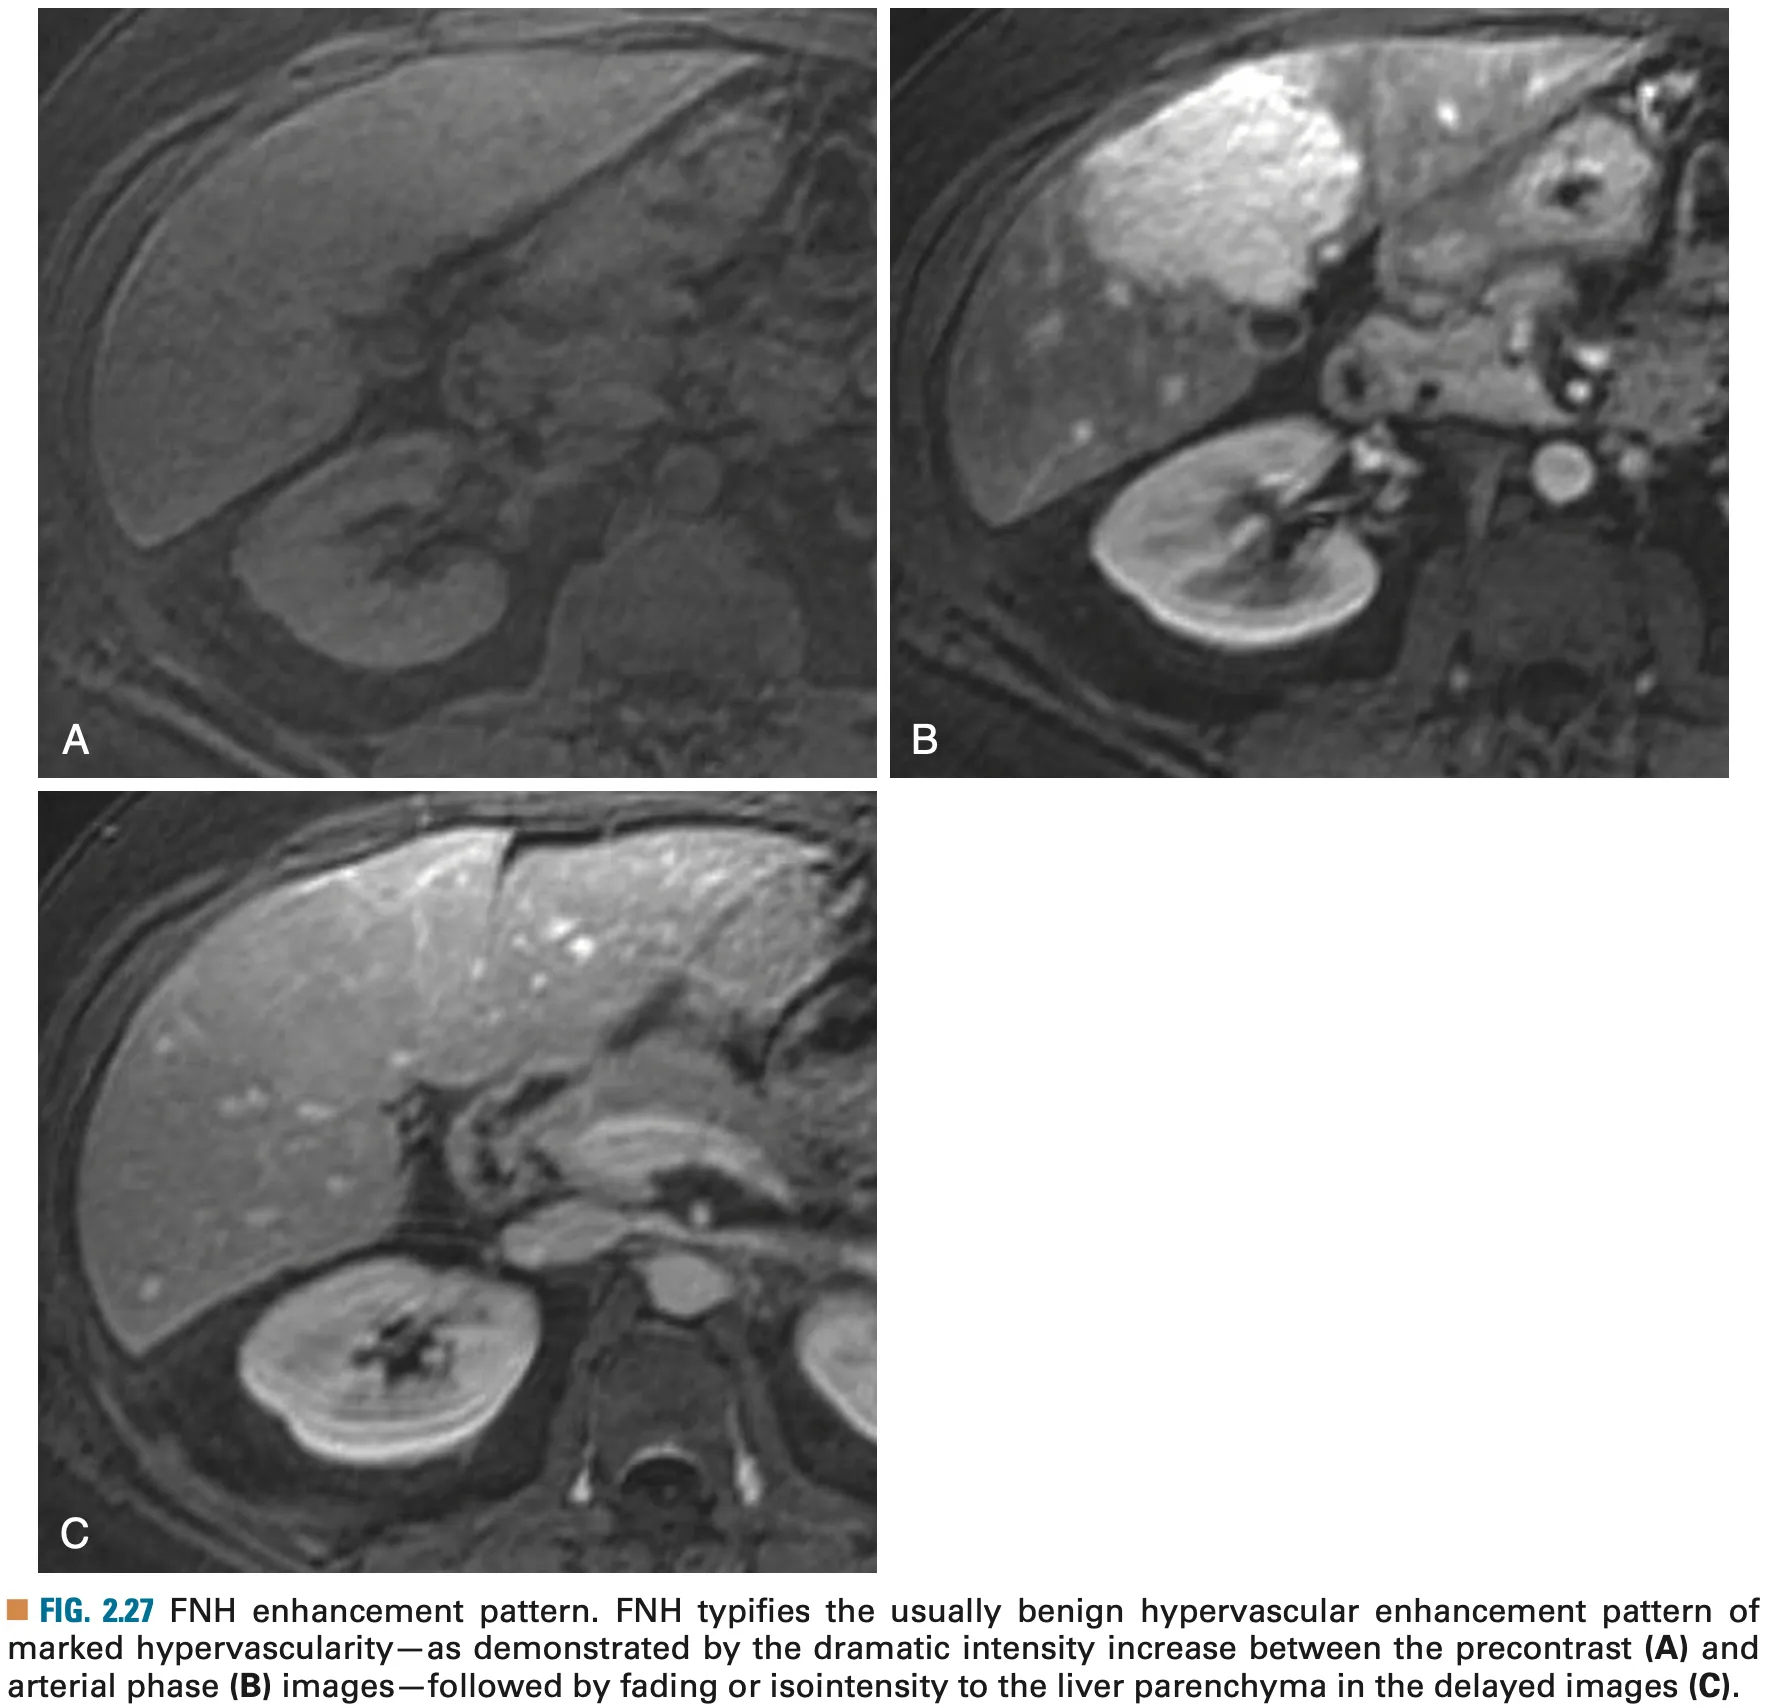 A
B
C
FIG. 2.27 FNH enhancement pattern. FNH typifies the usually benign hypervascular enhancement pattern of
marked hypervascularity—as demonstrated by the dramatic intensity increase between the precontrast (A) and
arterial phase (B) images—followed by fading or isointensity to the liver parenchyma in the delayed images (C).